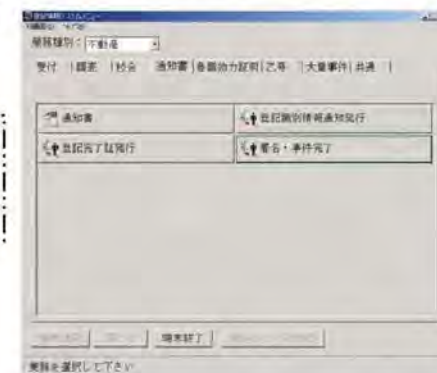 業務種別： 不動産
受付 | 調査 | 校合 通知書 | 各種効力証明 | 乙号 | 大量事件 | 共通 |
通知書 登記識別情報通知発行
登記完了証発行 署名・事件完了
端末終了
業務を選択して下さい